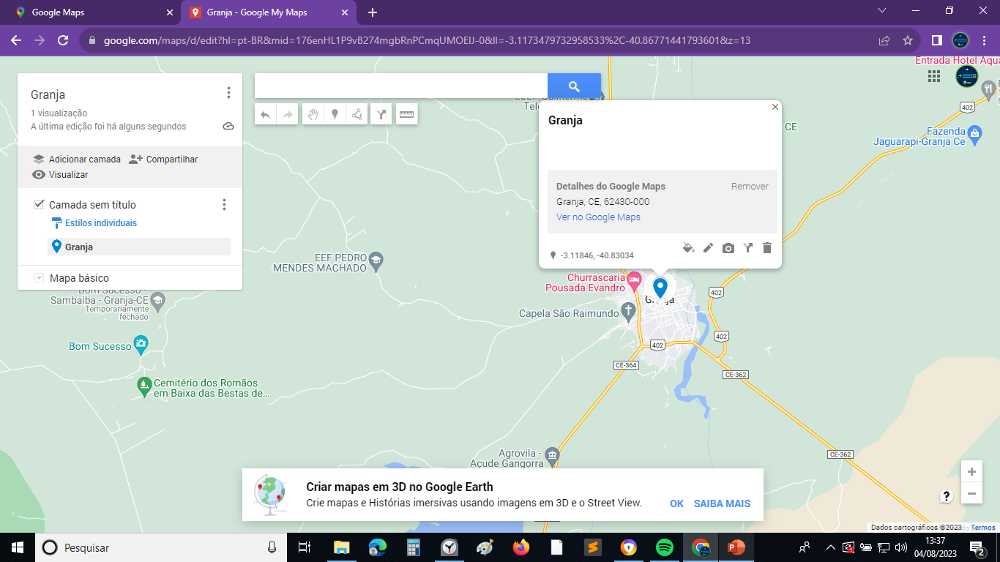 Google Maps
Granja - Google My Maps
google.com/maps/d/edit?hl=pt-BR&mid=176enHL1P9vB274mgbRnPCmqUMOEIJ-0&ll=-3.1173479732958533%2C-40.86771441793601&z=13
Granja
1 visualização
A última edição foi há alguns segundos
Adicionar camada
Compartilhar
Visualizar
Camada sem título
Estilos individuais
Granja
Mapa básico
Granja
Detalhes do Google Maps
Remover
Granja, CE, 62430-000
Ver no Google Maps
-3.11846, -40.83034
Entrada Hotel Aqua
402
CE
Fazenda
Jaguarapi-Granja Ce
EEF PEDRO
MENDES MACHADO
Churrascaria
Pousada Evandro
Granja
402
Capela São Raimundo
Sambaiba - Granja-CE
Temporariamente
fechado
Bom Sucesso
402
402
CE-364
CE-362
Cemitério dos Romãos
em Baixa das Bestas de...
Agrovila -
Açude Gangorra
CE-362
Criar mapas em 3D no Google Earth
Crie mapas e Histórias imersivas usando imagens em 3D e o Street View.
OK
SAIBA MAIS
?
Dados cartográficos ©2023
Termos
Pesquisar
13:37
04/08/2023
2